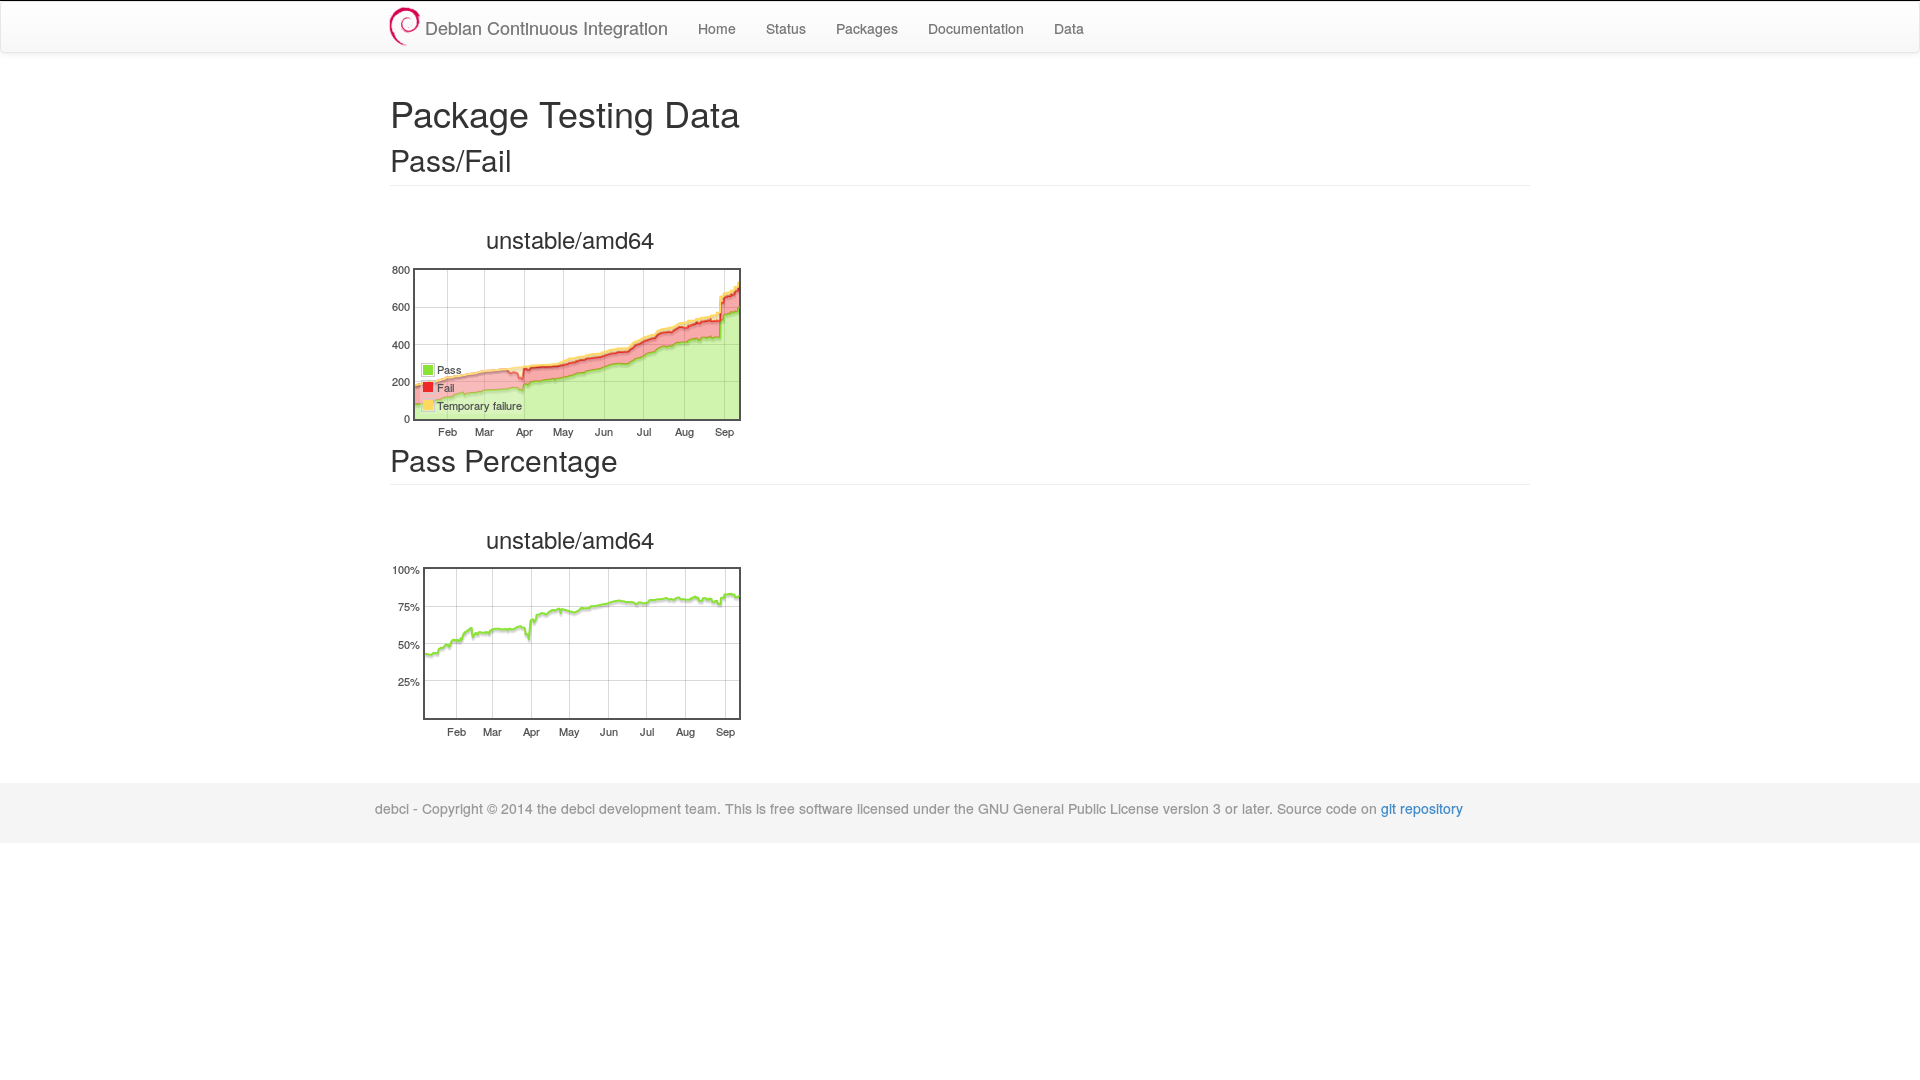 Debian Continuous Integration Home Status Packages Documentation Data
Package Testing Data
Pass/Fail
unstable/amd64
800
600
400
200
0
Pass
Fail
Temporary failure
Feb Mar Apr May Jun Jul Aug Sep
Pass Percentage
unstable/amd64
100%
75%
50%
25%
Feb Mar Apr May Jun Jul Aug Sep
debci - Copyright © 2014 the debci development team. This is free software licensed under the GNU General Public License version 3 or later. Source code on git repository